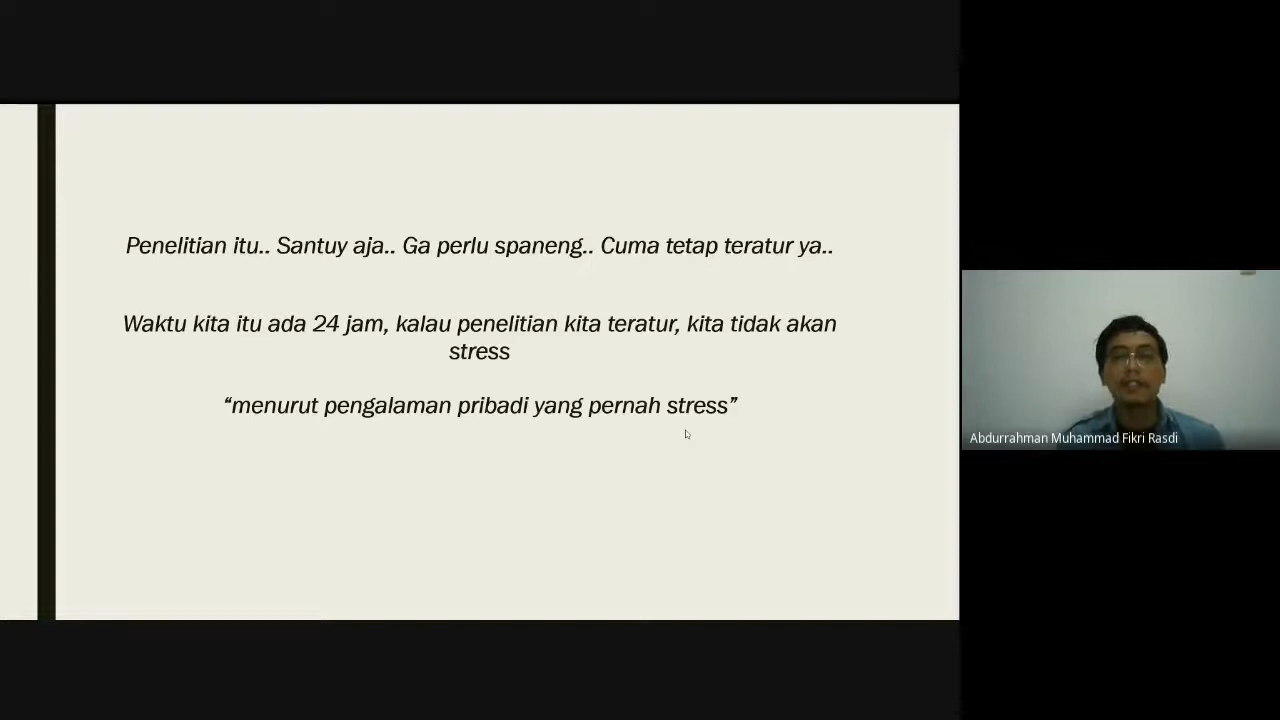 Penelitian itu.. Santuy aja.. Ga perlu spaneng.. Cuma tetap teratur ya..
Waktu kita itu ada 24 jam, kalau penelitian kita teratur, kita tidak akan
stress
“menurut pengalaman pribadi yang pernah stress”
Abdurrahman Muhammad Fikri Rasdi